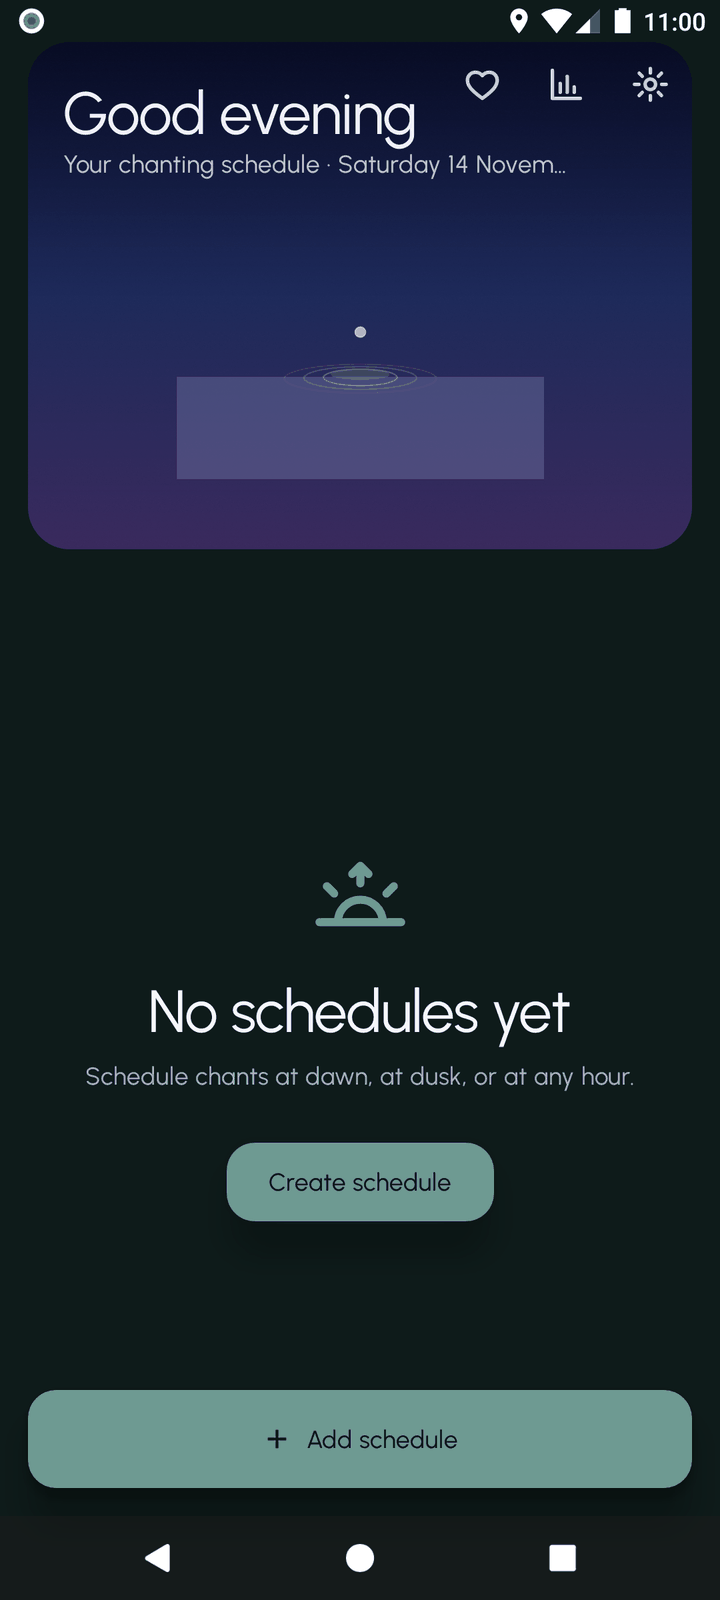 11:00
Good evening
Your chanting schedule · Saturday 14 Novem...
No schedules yet
Schedule chants at dawn, at dusk, or at any hour.
Create schedule
+ Add schedule